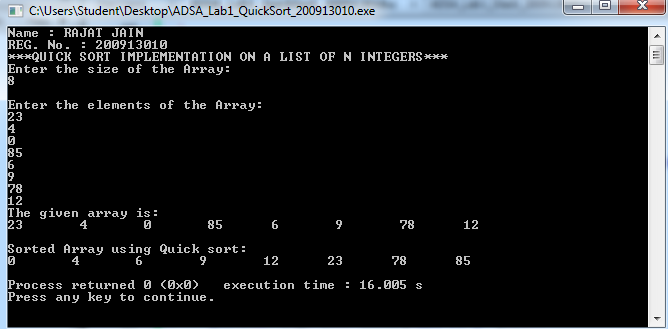 C:\Users\Student\Desktop\ADSA_Lab1_QuickSort_200913010.exe
Name : RAJAT JAIN
REG. No. : 200913010
***QUICK SORT IMPLEMENTATION ON A LIST OF N INTEGERS***
Enter the size of the Array:
8
Enter the elements of the Array:
23
4
0
85
6
9
78
12
The given array is:
23 4 0 85 6 9 78 12
Sorted Array using Quick sort:
0 4 6 9 12 23 78 85
Process returned 0 (0x0) execution time : 16.005 s
Press any key to continue.